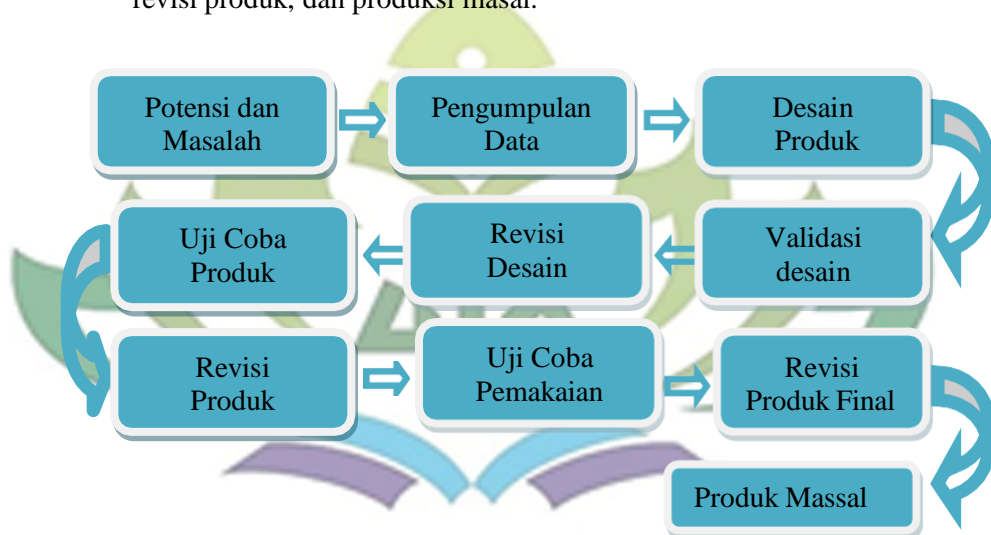 revisi produk, dan produksi masal.
Potensi dan
Masalah
Pengumpulan
Data
Desain
Produk
Uji Coba
Produk
Revisi
Desain
Validasi
desain
Revisi
Produk
Uji Coba
Pemakaian
Revisi
Produk Final
Produk Massal